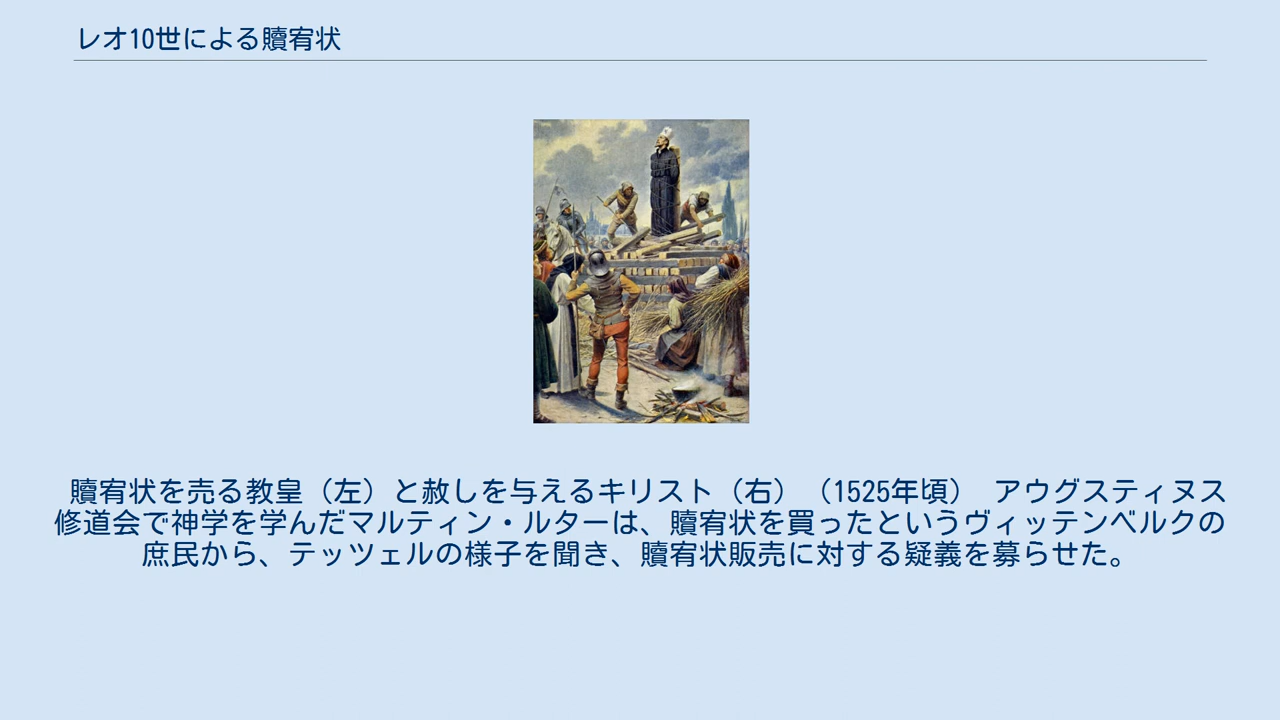 レオ10世による贖宥状
贖宥状を売る教皇（左）と赦しを与えるキリスト（右）（1525年頃）　アウグスティヌス
修道会で神学を学んだマルティン・ルターは、贖宥状を買ったというヴィッテンベルクの
庶民から、テッツェルの様子を聞き、贖宥状販売に対する疑義を募らせた。